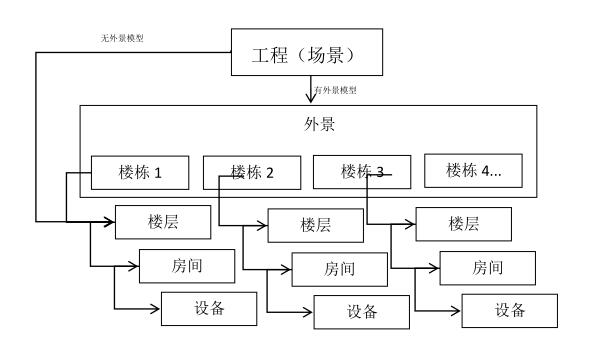 无外景模型
工程（场景）
有外景模型
外景
楼栋 1
楼栋 2
楼栋 3
楼栋 4...
楼层
楼层
楼层
房间
房间
房间
设备
设备
设备